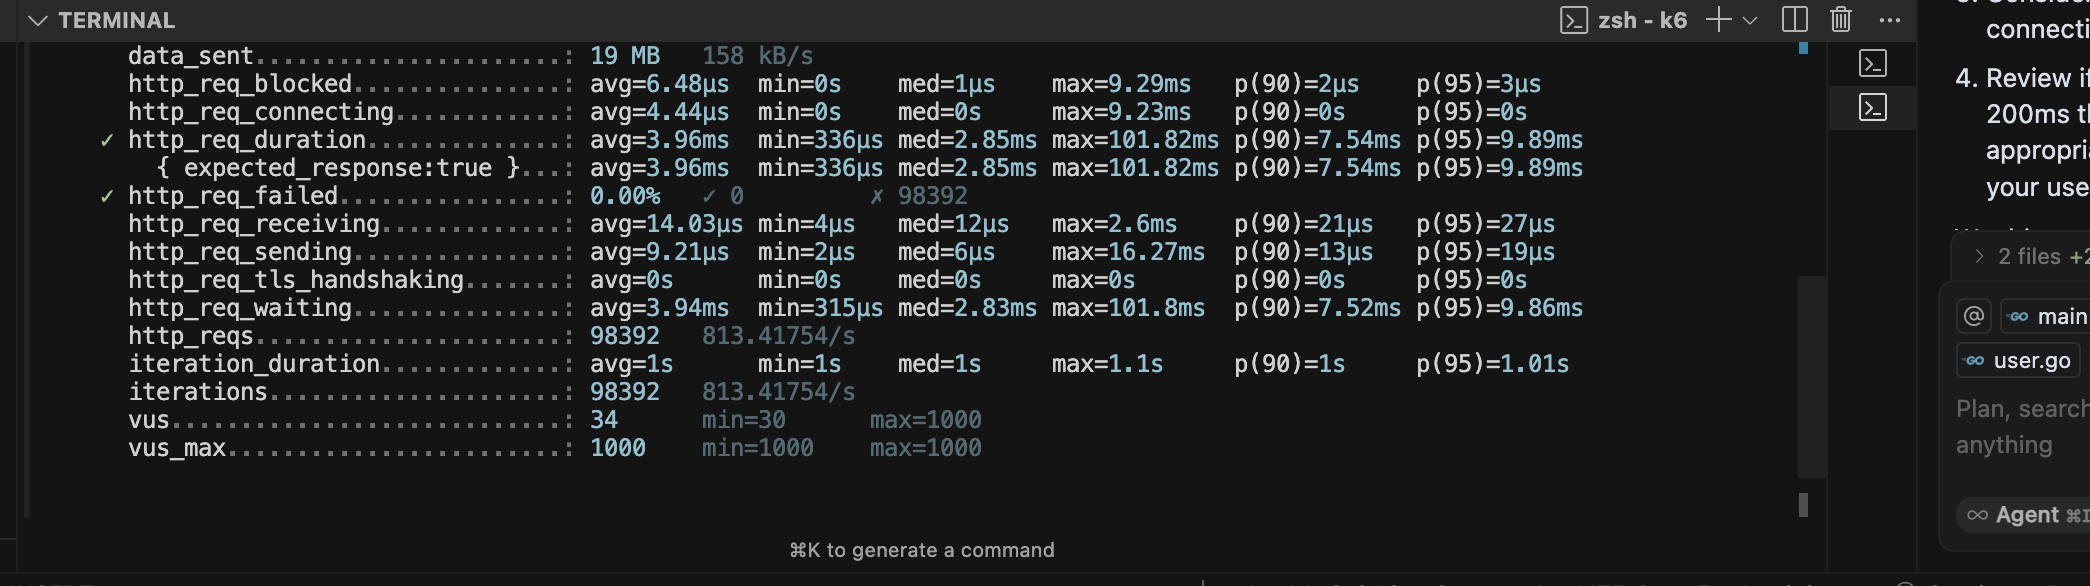 TERMINAL
zsh - k6
data_sent......................: 19 MB 158 kB/s
http_req_blocked...............: avg=6.48µs min=0s med=1µs max=9.29ms p(90)=2µs p(95)=3µs
http_req_connecting............: avg=4.44µs min=0s med=0s max=9.23ms p(90)=0s p(95)=0s
✓ http_req_duration..............: avg=3.96ms min=336µs med=2.85ms max=101.82ms p(90)=7.54ms p(95)=9.89ms
{ expected_response:true }...: avg=3.96ms min=336µs med=2.85ms max=101.82ms p(90)=7.54ms p(95)=9.89ms
✓ http_req_failed................: 0.00% ✓ 0 ✗ 98392
http_req_receiving.............: avg=14.03µs min=4µs med=12µs max=2.6ms p(90)=21µs p(95)=27µs
http_req_sending...............: avg=9.21µs min=2µs med=6µs max=16.27ms p(90)=13µs p(95)=19µs
http_req_tls_handshaking.......: avg=0s min=0s med=0s max=0s p(90)=0s p(95)=0s
http_req_waiting...............: avg=3.94ms min=315µs med=2.83ms max=101.8ms p(90)=7.52ms p(95)=9.86ms
http_reqs......................: 98392 813.41754/s
iteration_duration.............: avg=1s min=1s med=1s max=1.1s p(90)=1s p(95)=1.01s
iterations.....................: 98392 813.41754/s
vus............................: 34 min=30 max=1000
vus_max........................: 1000 min=1000 max=1000
⌘K to generate a command
connecti
4. Review if
200ms th
appropria
your use
2 files +2
@ GO main
GO user.go
Plan, search
anything
∞ Agent ⌘I